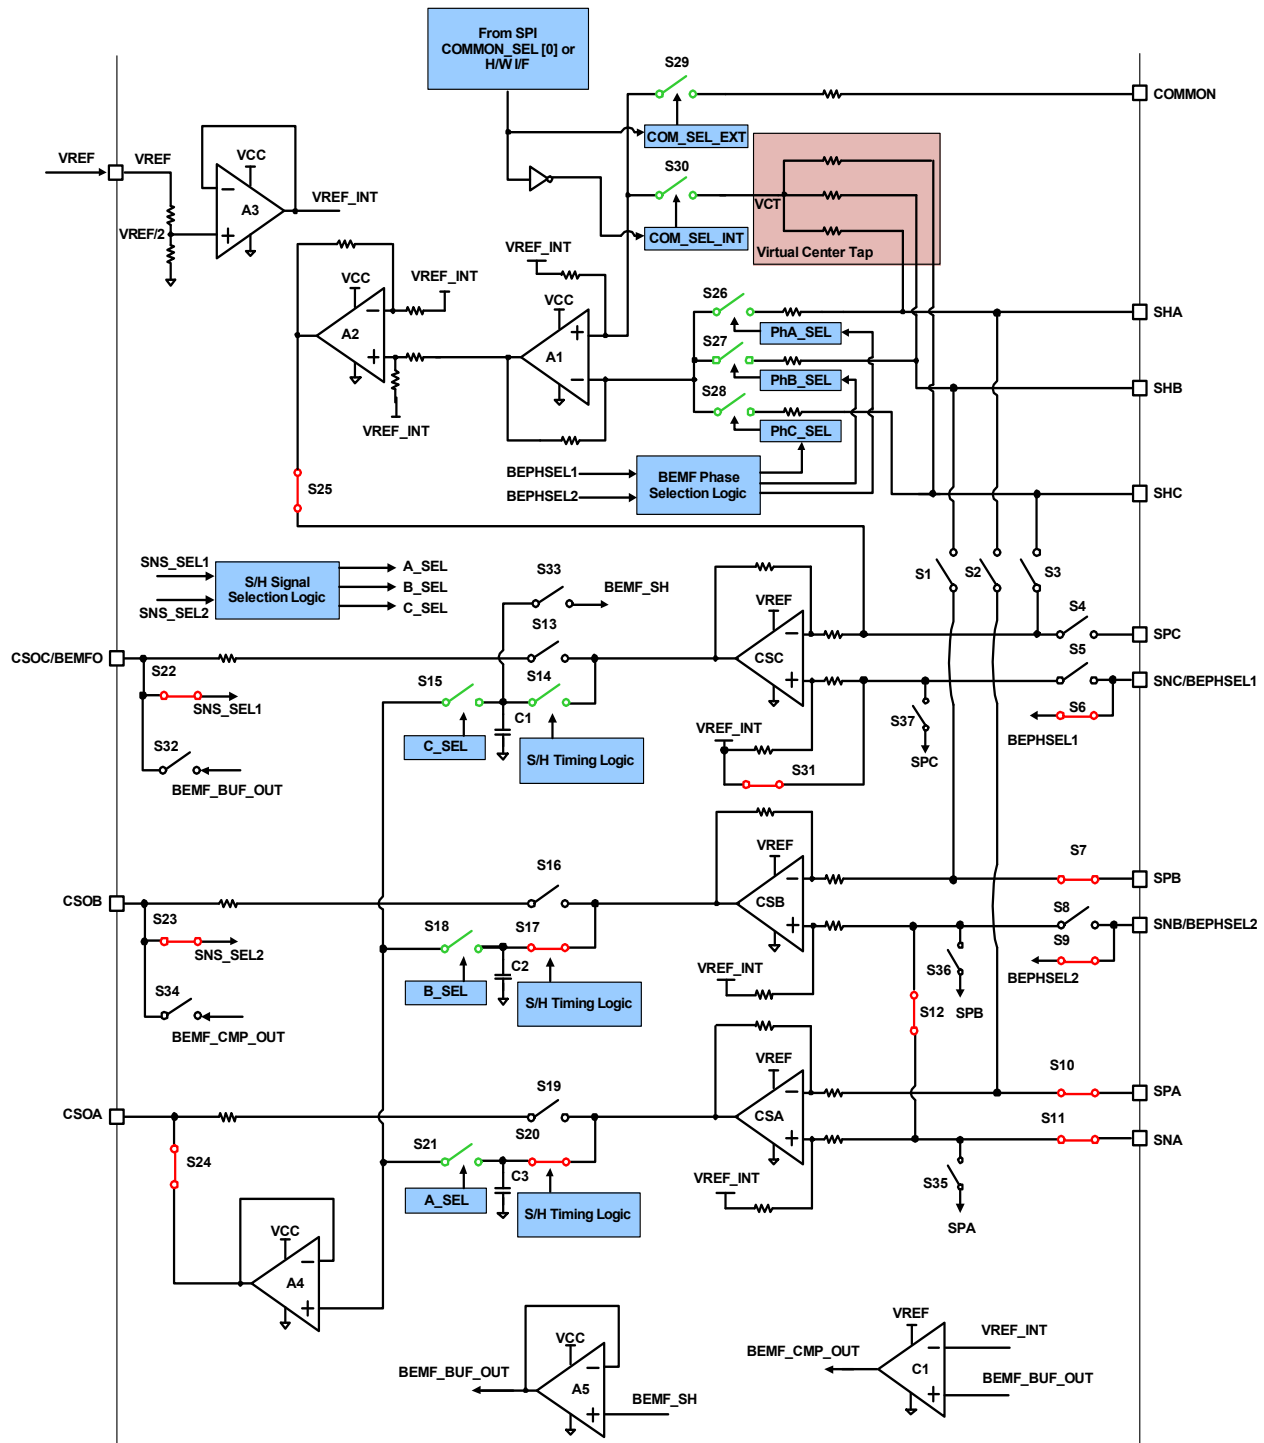 From SPI
COMMON_SEL [0] or
H/W I/F
S29
COMMON
COM_SEL_EXT
VREF
VREF
VCC
A3
VREF_INT
VREF/2
S30
VCT
COM_SEL_INT
Virtual Center Tap
VREF_INT
VCC
A2
VREF_INT
VREF_INT
VCC
A1
S26
PhA_SEL
SHA
S27
PhB_SEL
SHB
S28
PhC_SEL
BEPHSEL1
BEPHSEL2
BEMF Phase
Selection Logic
SHC
S25
SNS_SEL1
SNS_SEL2
S/H Signal
Selection Logic
A_SEL
B_SEL
C_SEL
S33
BEMF_SH
S13
S1
S2
S3
VREF
CSC
S4
SPC
S5
SNC/BEPHSEL1
S6
BEPHSEL1
CSOC/BEMFO
S22
SNS_SEL1
S15
S14
C1
C_SEL
S/H Timing Logic
VREF_INT
S37
SPC
S31
S32
BEMF_BUF_OUT
VREF
CSB
S7
SPB
S16
CSOB
S23
SNS_SEL2
S18
S17
C2
B_SEL
S/H Timing Logic
VREF_INT
S8
SNB/BEPHSEL2
S9
BEPHSEL2
S36
SPB
S12
S34
BEMF_CMP_OUT
VREF
CSA
S10
SPA
S11
SNA
S19
CSOA
S24
S21
S20
C3
A_SEL
S/H Timing Logic
VREF_INT
S35
SPA
VCC
A4
BEMF_BUF_OUT
VCC
A5
BEMF_SH
BEMF_CMP_OUT
VREF
C1
VREF_INT
BEMF_BUF_OUT